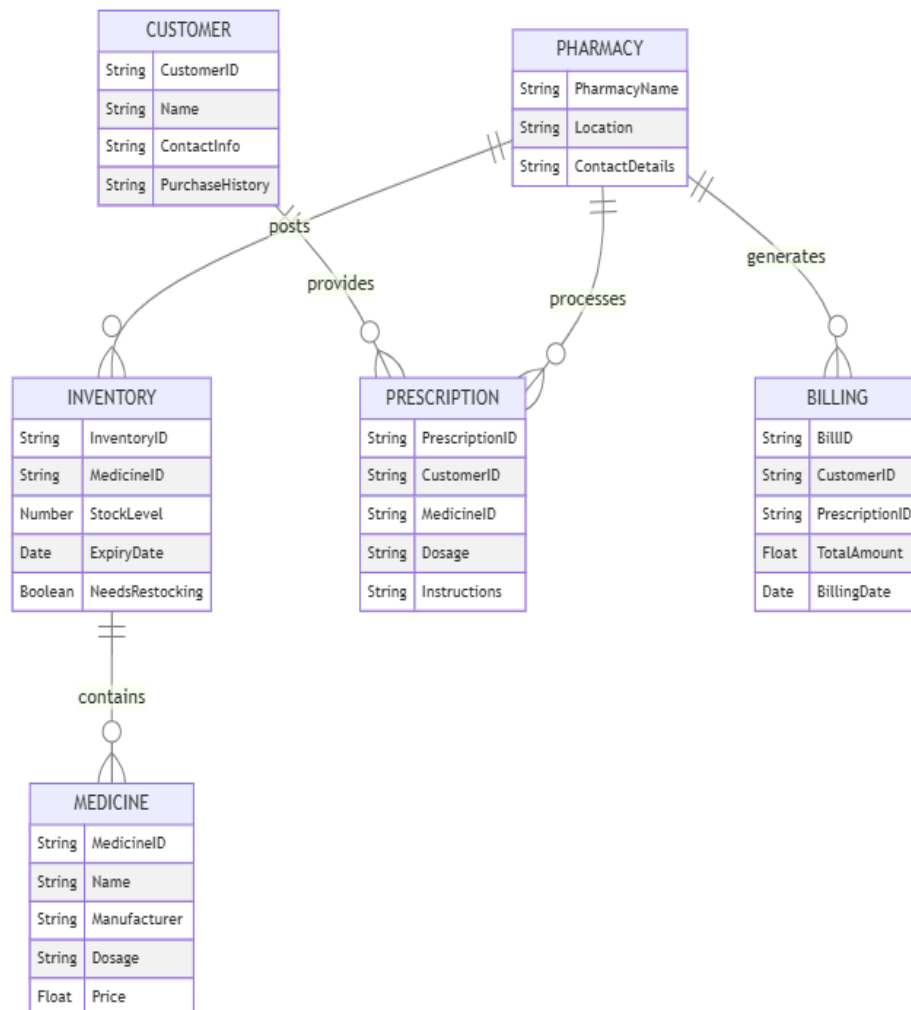 CUSTOMER
String CustomerID
String Name
String ContactInfo
String PurchaseHistory
PHARMACY
String PharmacyName
String Location
String ContactDetails
posts
provides
processes
generates
INVENTORY
String InventoryID
String MedicineID
Number StockLevel
Date ExpiryDate
Boolean NeedsRestocking
PRESCRIPTION
String PrescriptionID
String CustomerID
String MedicineID
String Dosage
String Instructions
BILLING
String BillID
String CustomerID
String PrescriptionID
Float TotalAmount
Date BillingDate
contains
MEDICINE
String MedicineID
String Name
String Manufacturer
String Dosage
Float Price